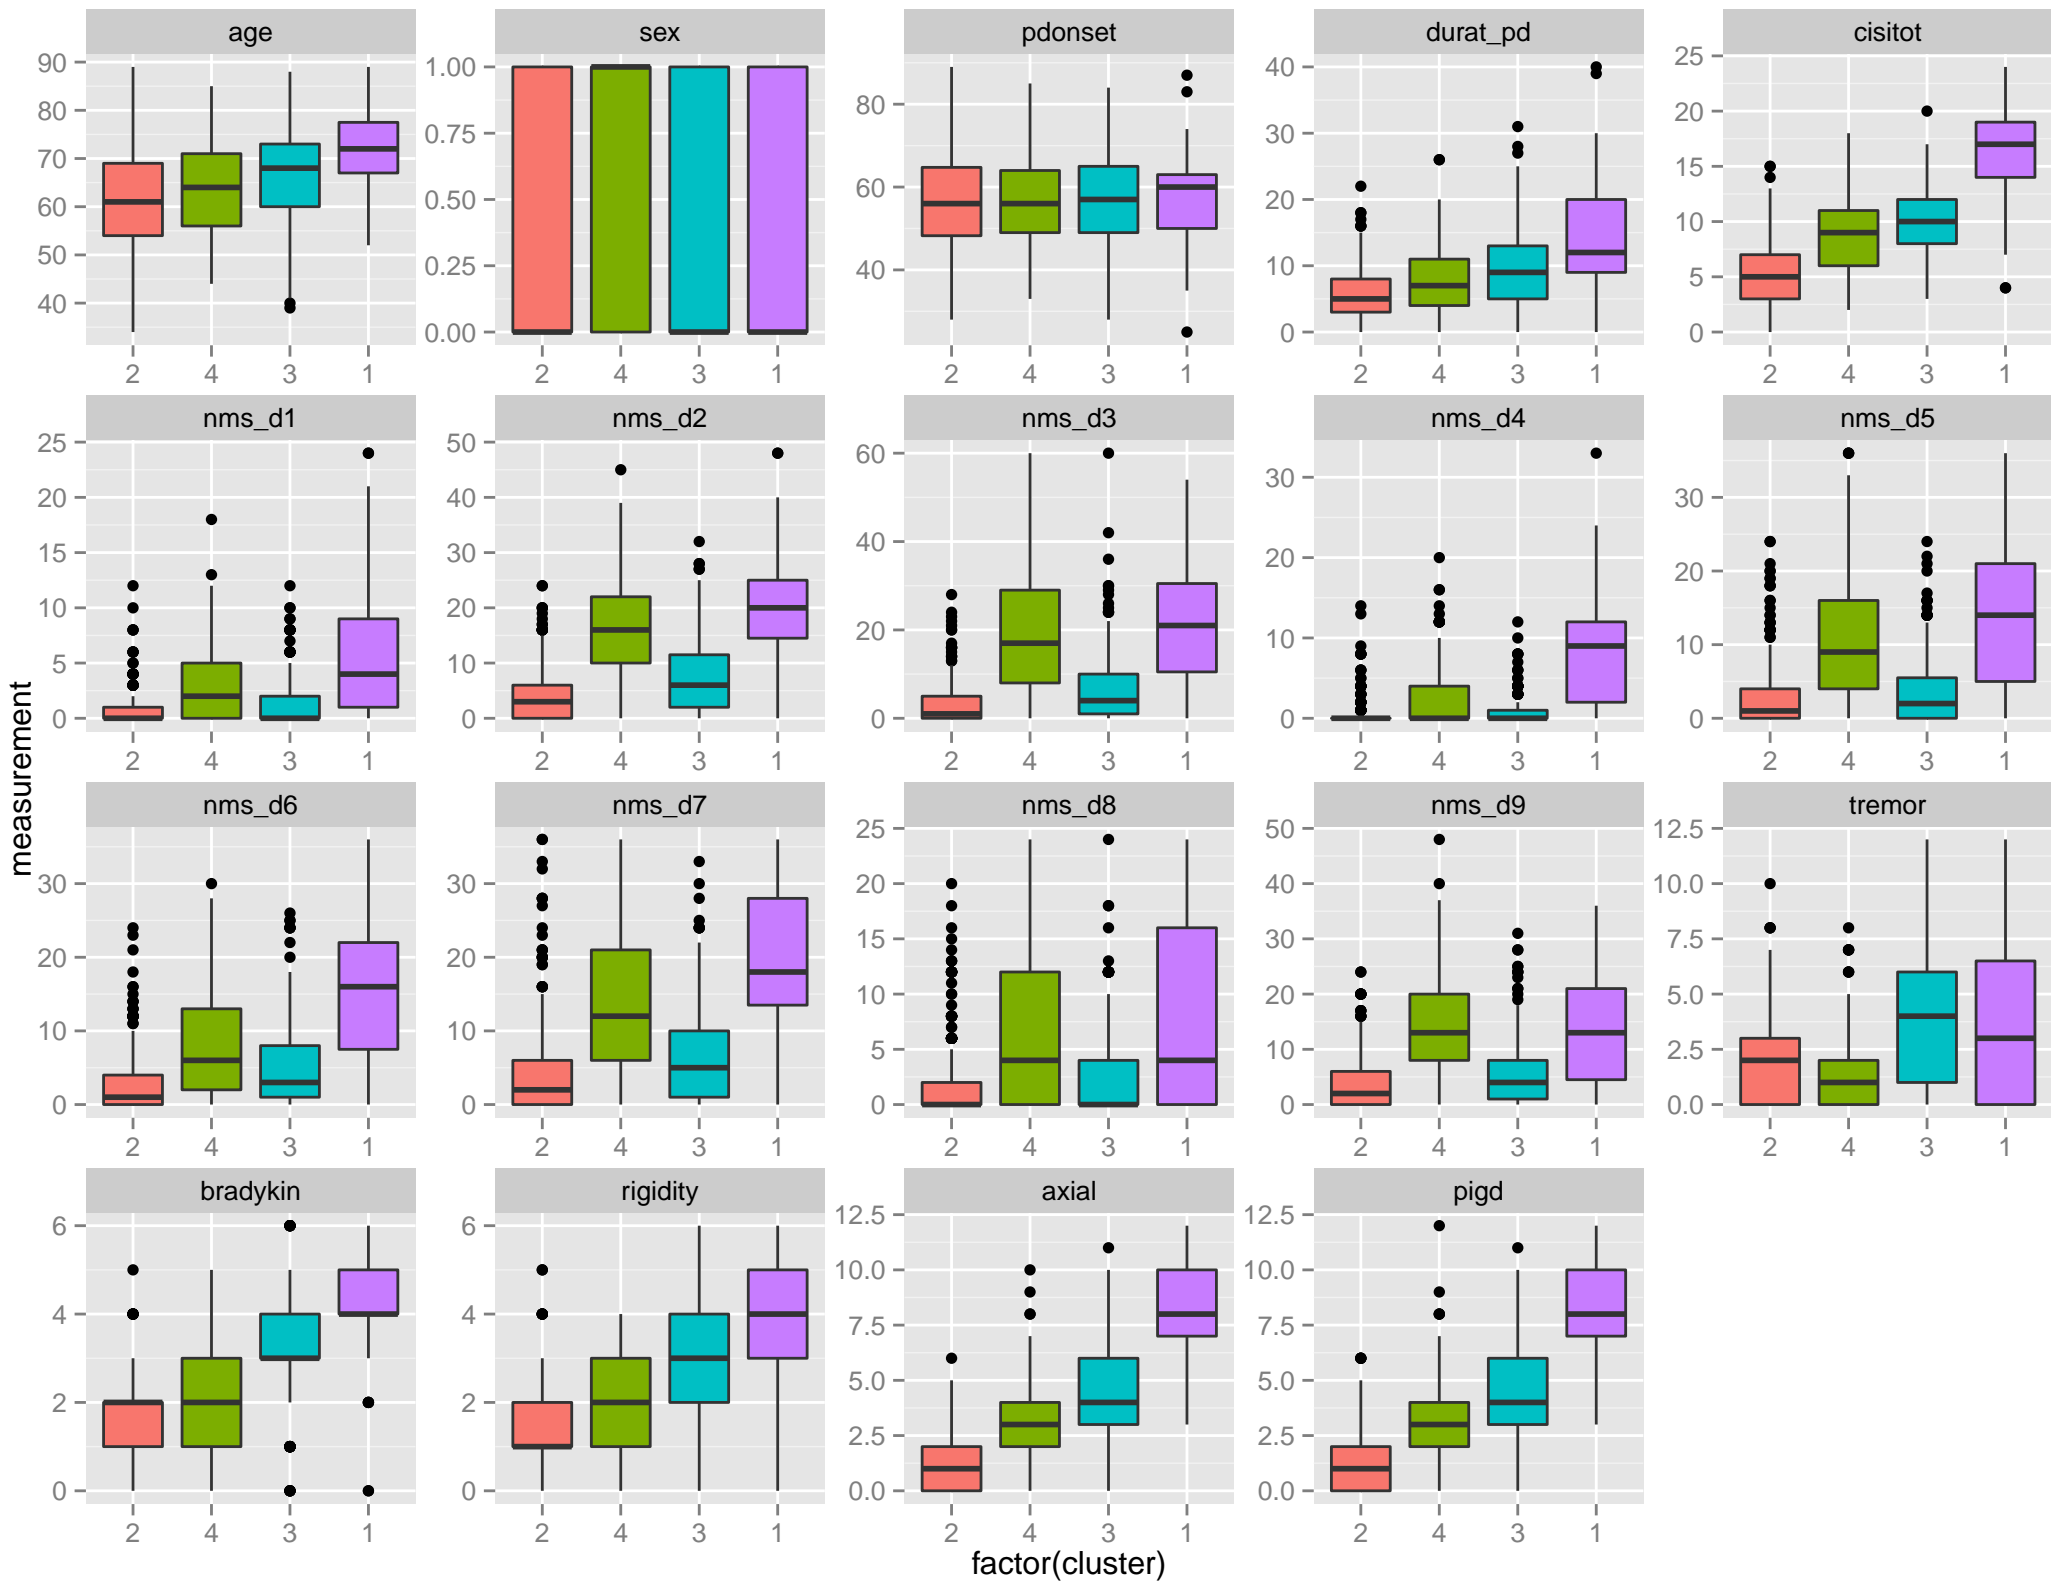 age sex pdonset durat_pd cisitot
90 80 70 60 50 40
1.00 0.75 0.50 0.25 0.00
80 60 40
40 30 20 10 0
25 20 15 10 5 0
2 4 3 1 2 4 3 1 2 4 3 1 2 4 3 1 2 4 3 1
nms_d1 nms_d2 nms_d3 nms_d4 nms_d5
25 20 15 10 5 0
50 40 30 20 10 0
60 40 20 0
30 20 10 0
30 20 10 0
2 4 3 1 2 4 3 1 2 4 3 1 2 4 3 1 2 4 3 1
measurement
nms_d6 nms_d7 nms_d8 nms_d9 tremor
30 20 10 0
30 20 10 0
25 20 15 10 5 0
50 40 30 20 10 0
12.5 10.0 7.5 5.0 2.5 0.0
2 4 3 1 2 4 3 1 2 4 3 1 2 4 3 1 2 4 3 1
bradykin rigidity axial pigd
6 4 2 0
6 4 2 0
12.5 10.0 7.5 5.0 2.5 0.0
12.5 10.0 7.5 5.0 2.5 0.0
2 4 3 1 2 4 3 1 2 4 3 1 2 4 3 1
factor(cluster)